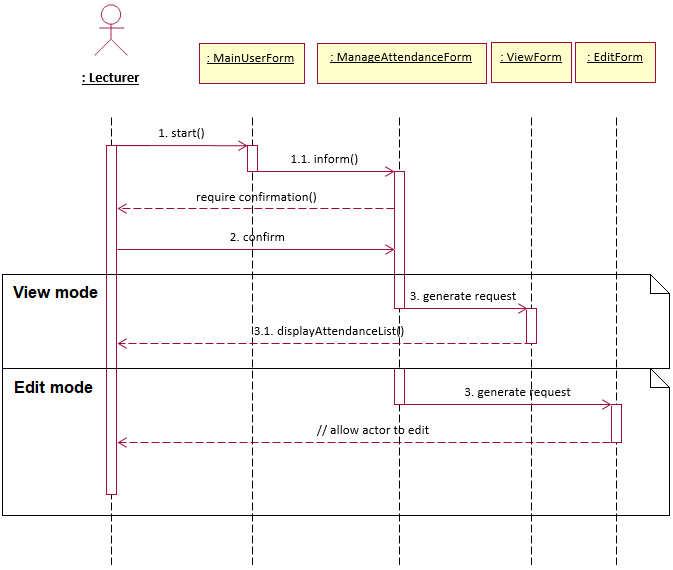 : Lecturer
: MainUserForm
: ManageAttendanceForm
: ViewForm
: EditForm
1. start()
1.1. inform()
require confirmation()
2. confirm
View mode
3. generate request
3.1. displayAttendanceList()
Edit mode
3. generate request
// allow actor to edit